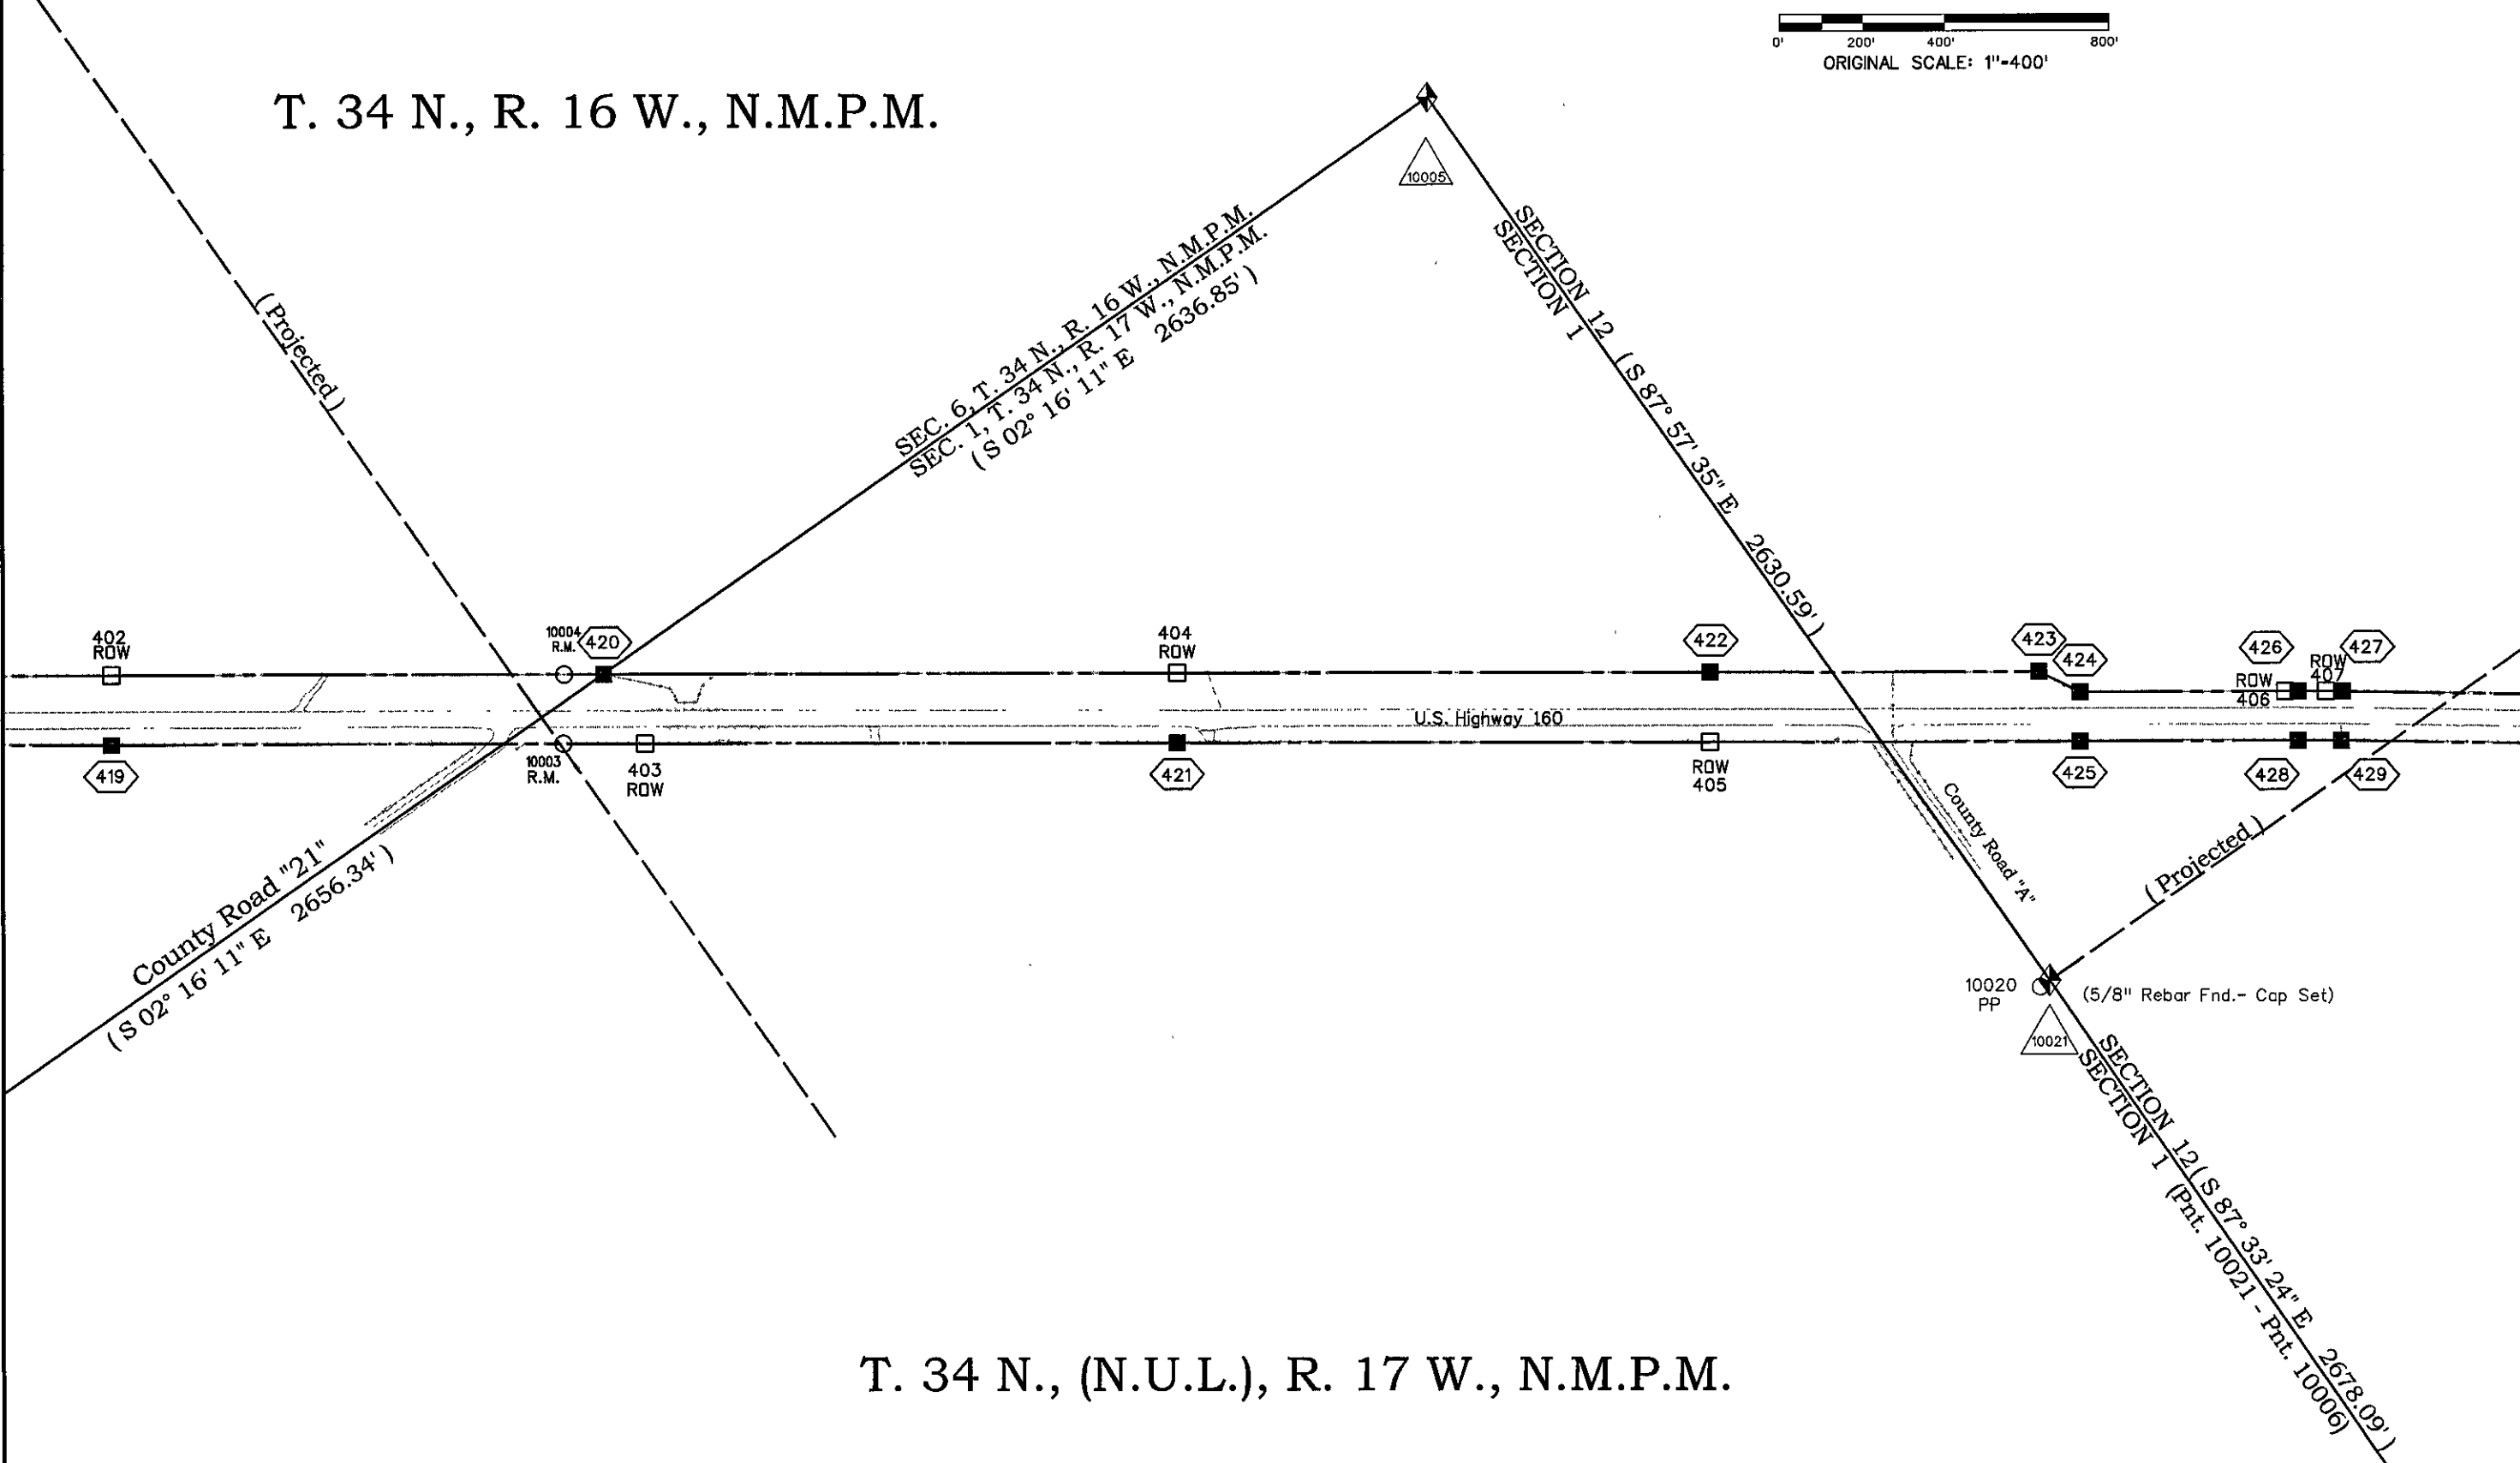 0' 200' 400' 800'
ORIGINAL SCALE: 1"-400'
T. 34 N., R. 16 W., N.M.P.M.
10005
( Projected )
SEC. 6, T. 34 N., R. 16 W., N.M.P.M.
SEC. 1, T. 34 N., R. 17 W., N.M.P.M.
( S 02° 16' 11" E 2636.85' )
SECTION 12 ( S 87° 57' 35" E 2630.59' )
SECTION 1
402
ROW
10004
R.M.
420
404
ROW
422
423
424
426
427
ROW
407
ROW
406
U.S. Highway 160
419
10003
R.M.
403
ROW
421
ROW
405
425
428
429
County Road "21"
( S 02° 16' 11" E 2656.34' )
County Road "A"
( Projected )
10020
PP
(5/8" Rebar Fnd.- Cap Set)
10021
SECTION 12 ( S 87° 33' 24" E 2678.09' )
SECTION 1 (Pnt. 10021 - Pnt. 10006)
T. 34 N., (N.U.L.), R. 17 W., N.M.P.M.